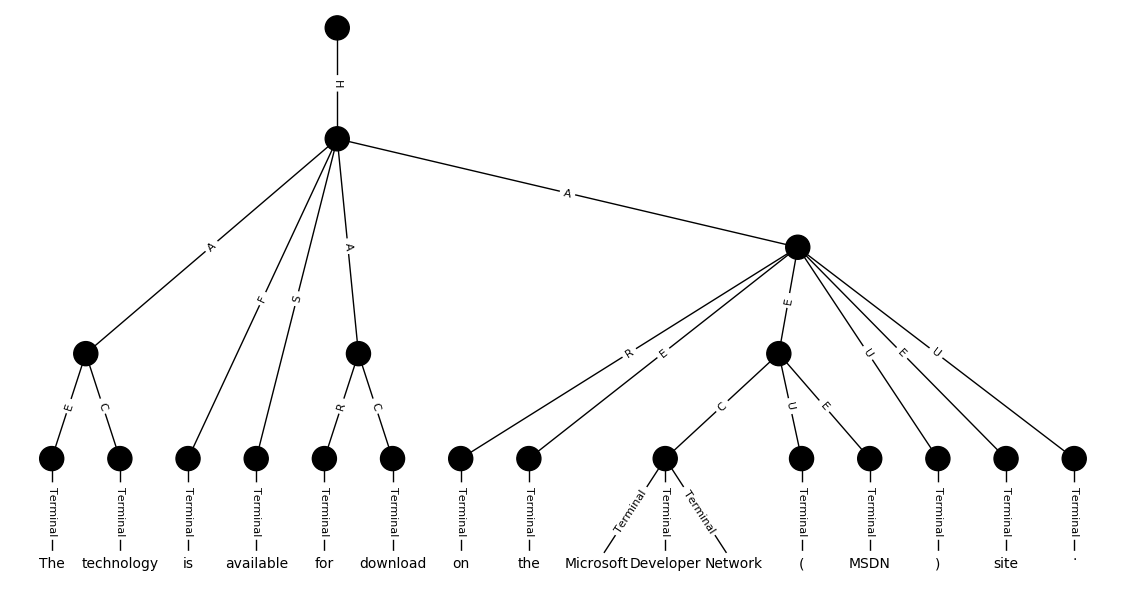 H
A
A
F
S
A
E
R
E
U
E
U
E
C
R
C
C
U
E
Terminal Terminal Terminal Terminal Terminal Terminal Terminal Terminal Terminal Terminal Terminal Terminal Terminal Terminal Terminal Terminal
The technology is available for download on the Microsoft Developer Network ( MSDN ) site .